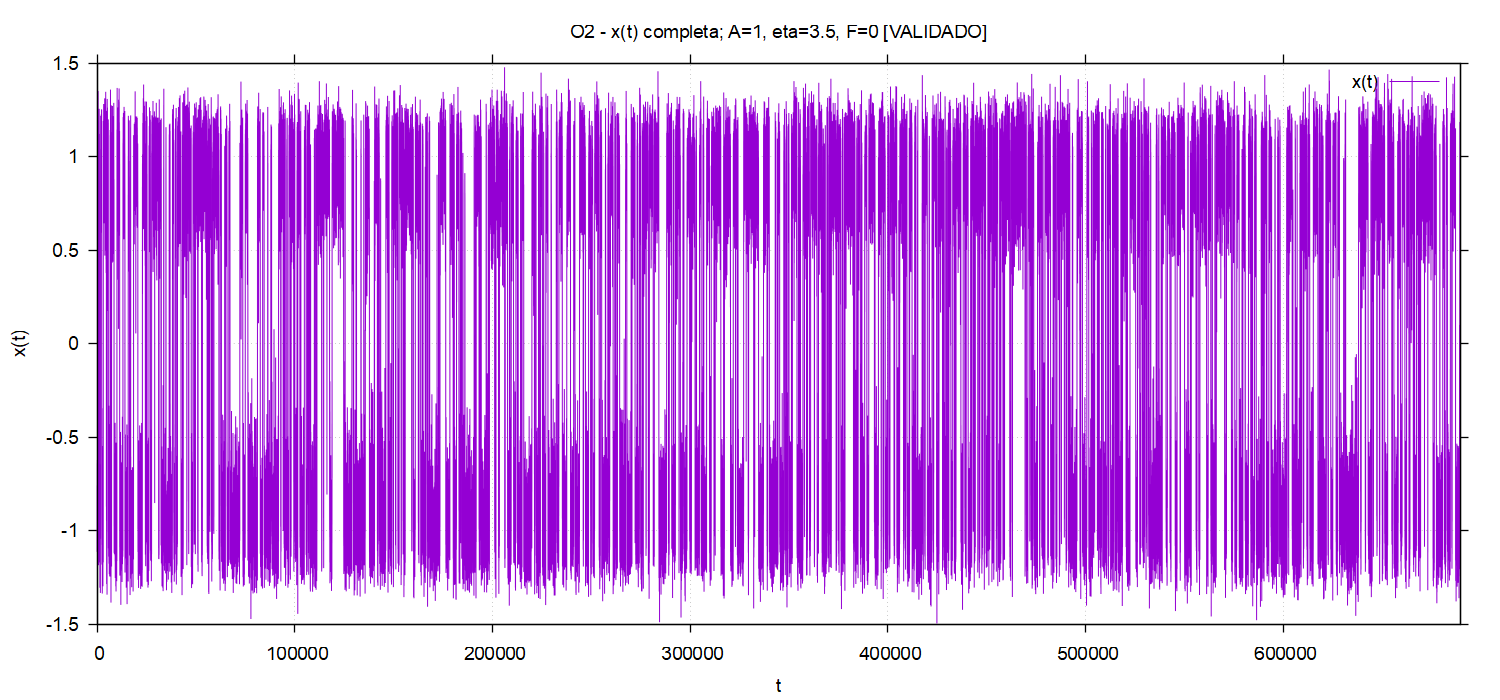 O2 - x(t) completa; A=1, eta=3.5, F=0 [VALIDADO]
x(t)
1.5
1
0.5
0
-0.5
-1
-1.5
x(t)
0 100000 200000 300000 400000 500000 600000
t